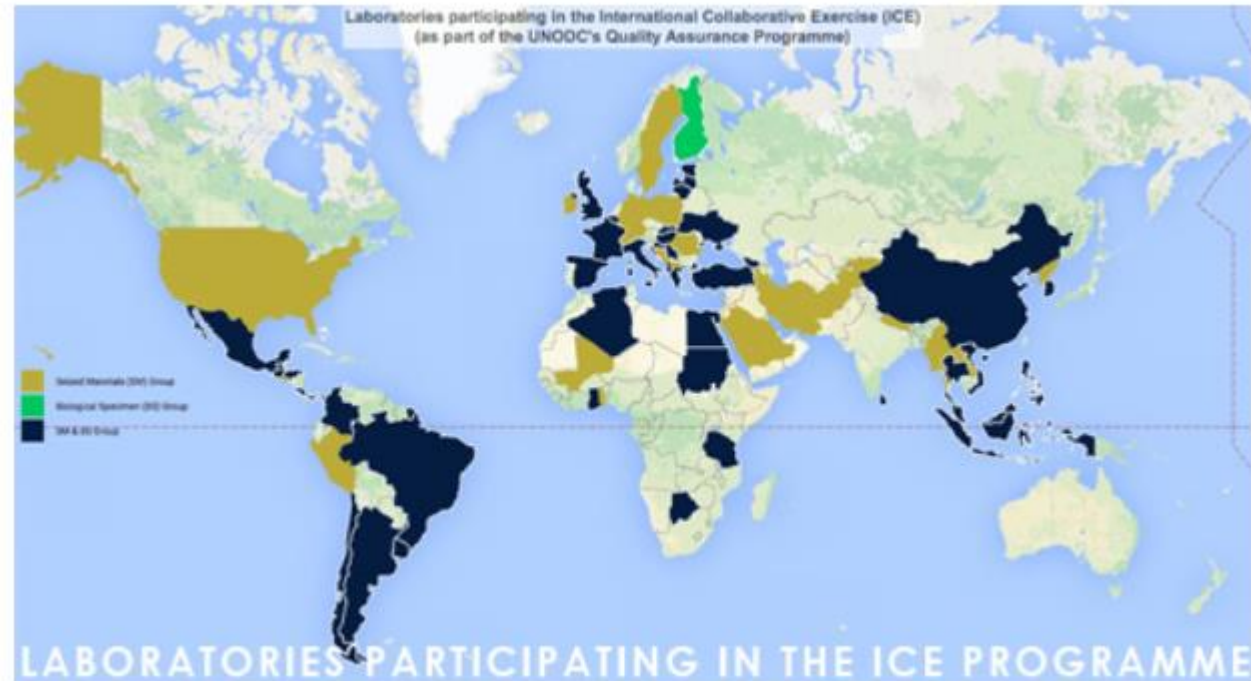 Laboratories participating in the International Collaborative Exercise (ICE)
(as part of the UNODC's Quality Assurance Programme)
Seized Materials (SM) Group
Biological Specimen (BS) Group
SM & BS Group
LABORATORIES PARTICIPATING IN THE ICE PROGRAMME